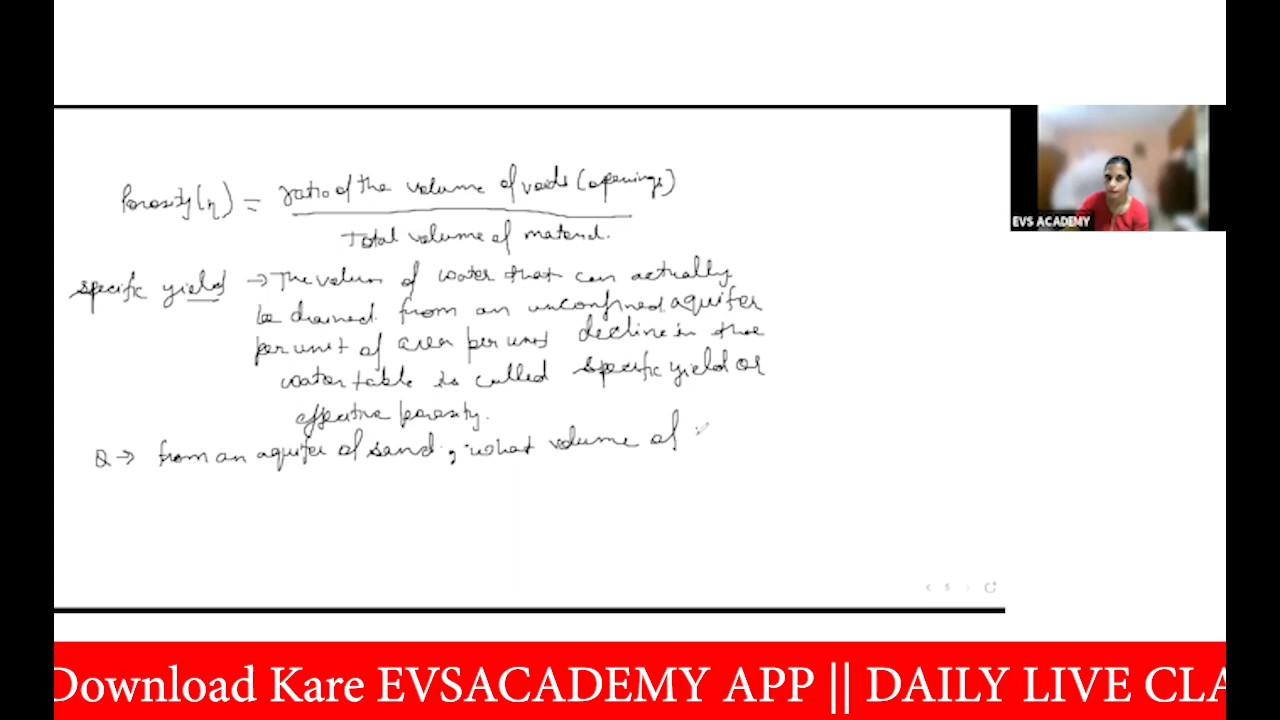 Porosity(η) = ratio of the volume of voids (openings)
Total volume of material.
specific yield → The volum of water that can actually
be drained from an unconfined aquifer
per unit of area per unit decline in the
water table is called specific yield or
effective porosity.
Q → from an aquifer of sand, what volume of
EVS ACADEMY
Download Kare EVSACADEMY APP || DAILY LIVE CLA